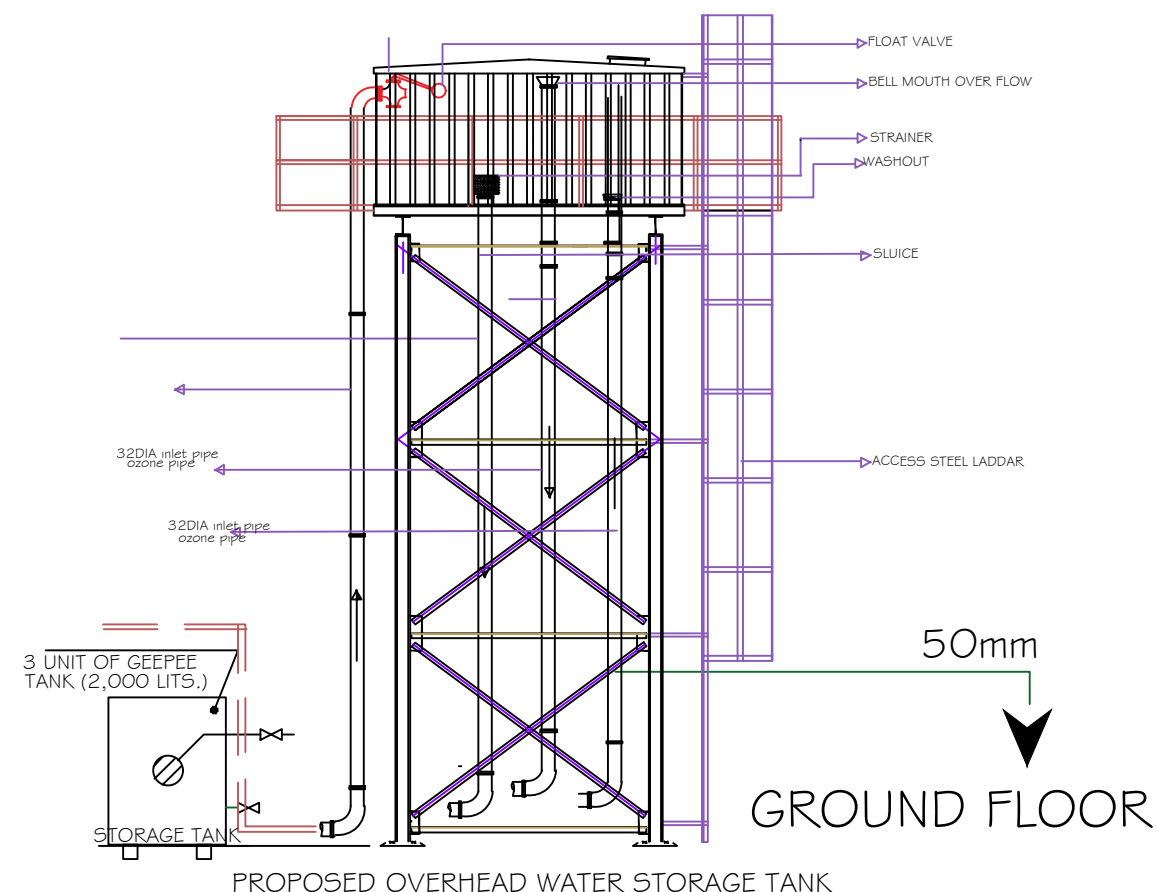 FLOAT VALVE
BELL MOUTH OVER FLOW
STRAINER
WASHOUT
SLUICE
32DIA inlet pipe
ozone pipe
ACCESS STEEL LADDAR
32DIA inlet pipe
ozone pipe
50mm
3 UNIT OF GEEPEE
TANK (2,000 LITS.)
GROUND FLOOR
STORAGE TANK
PROPOSED OVERHEAD WATER STORAGE TANK